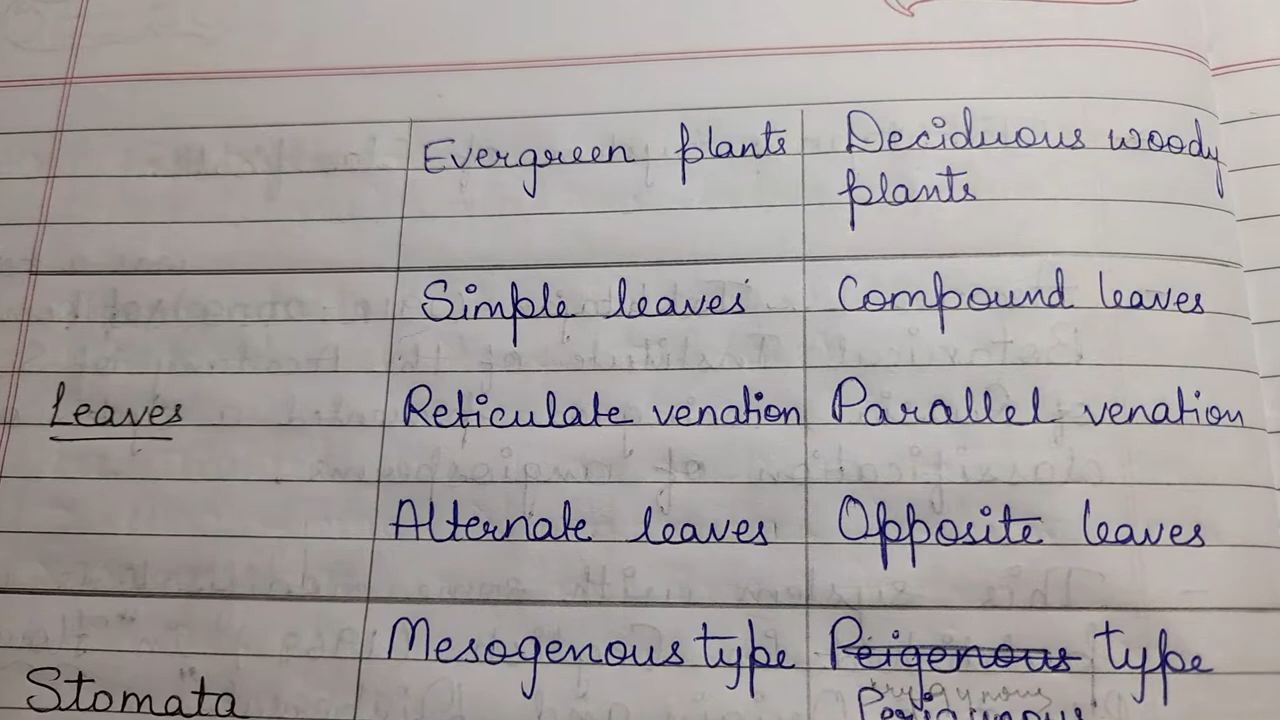 Evergreen plants Deciduous woody
plants
Simple leaves Compound leaves
Leaves Reticulate venation Parallel venation
Alternate leaves Opposite leaves
Mesogenous type Peigenous type
Stomata